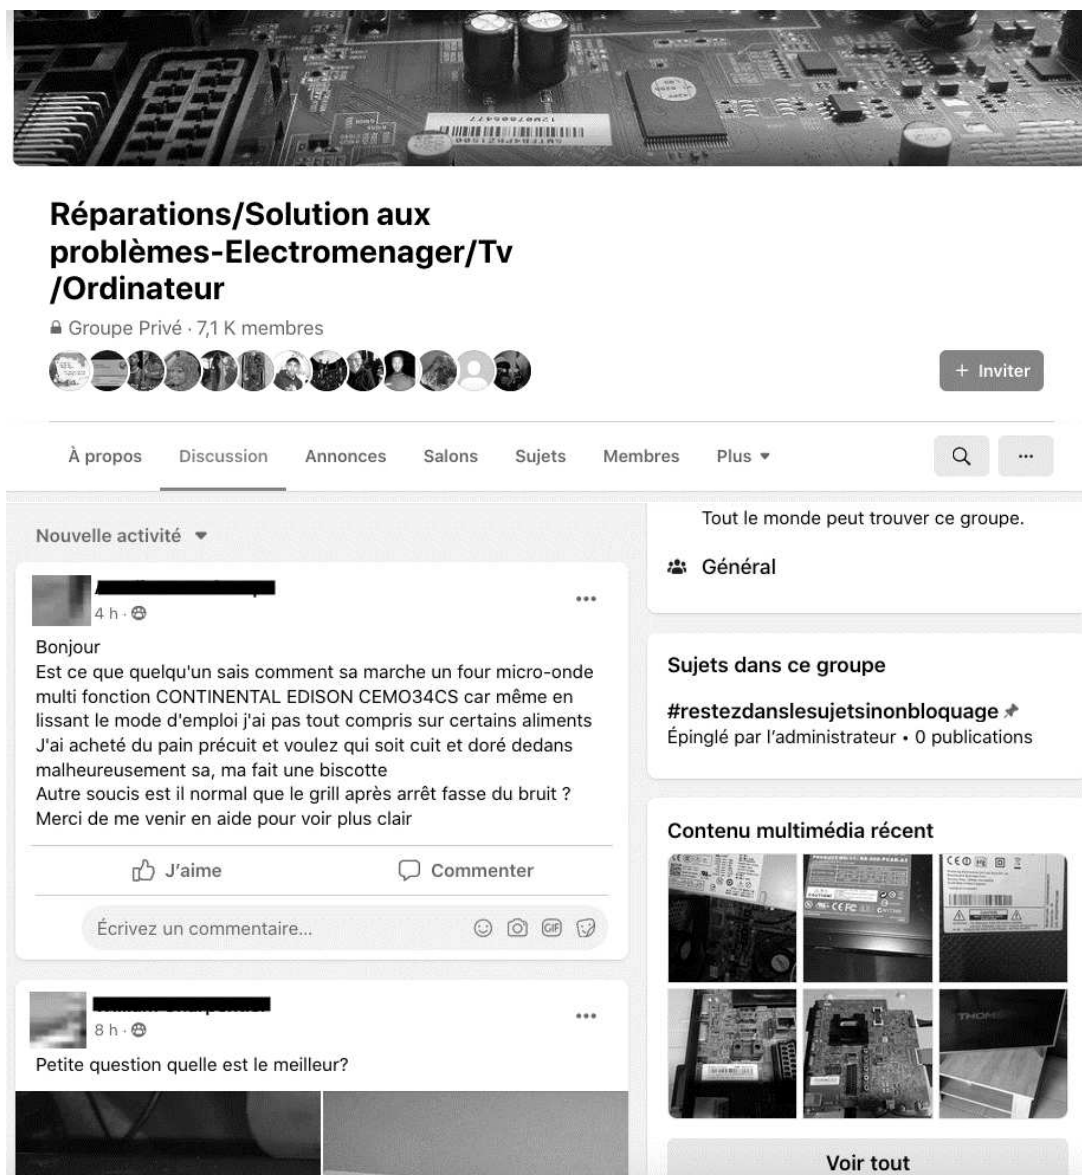 Réparations/Solution aux
problèmes-Electromenager/Tv
/Ordinateur
Groupe Privé · 7,1 K membres
+ Inviter
À propos
Discussion
Annonces
Salons
Sujets
Membres
Plus
Nouvelle activité
4 h ·
Bonjour
Est ce que quelqu'un sais comment sa marche un four micro-onde
multi fonction CONTINENTAL EDISON CEMO34CS car même en
lissant le mode d'emploi j'ai pas tout compris sur certains aliments
J'ai acheté du pain précuit et voulez qui soit cuit et doré dedans
malheureusement sa, ma fait une biscotte
Autre soucis est il normal que le grill après arrêt fasse du bruit ?
Merci de me venir en aide pour voir plus clair
J'aime
Commenter
Écrivez un commentaire...
GIF
8 h ·
Petite question quelle est le meilleur?
Tout le monde peut trouver ce groupe.
Général
Sujets dans ce groupe
#restezdanslesujetsinonbloquage
Épinglé par l'administrateur • 0 publications
Contenu multimédia récent
THOM
Voir tout